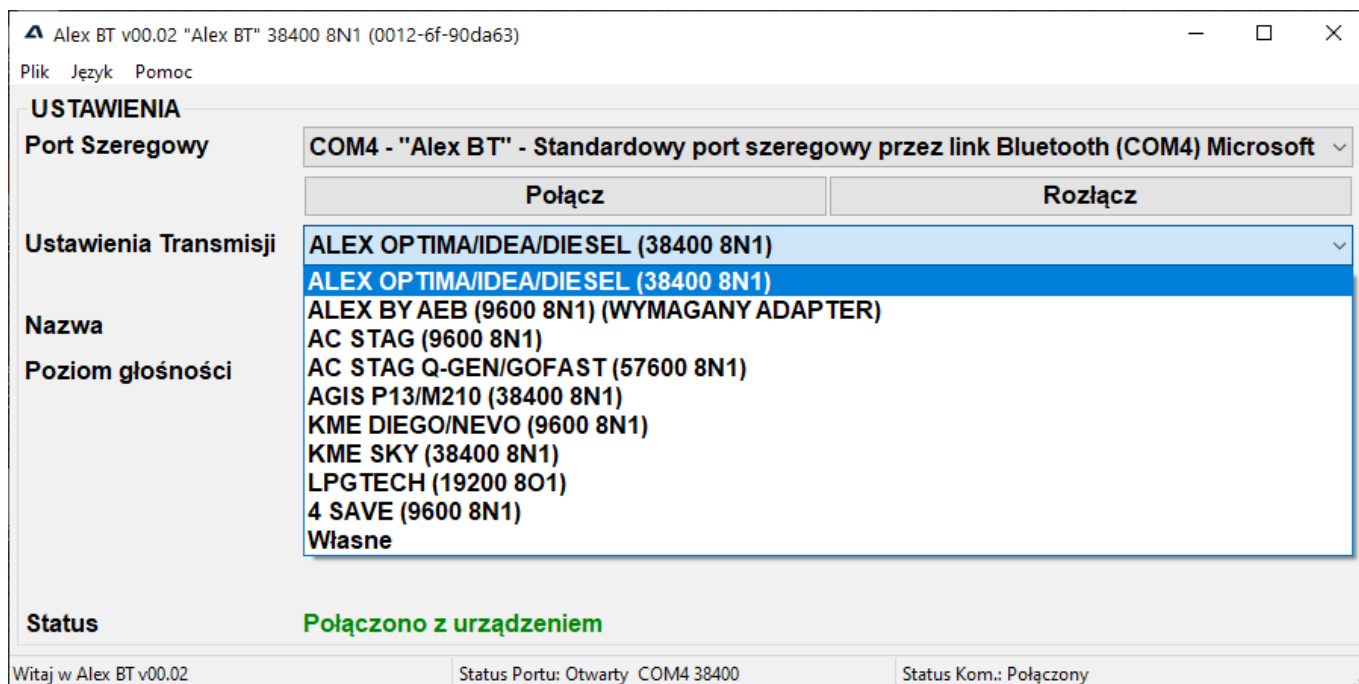 Alex BT v00.02 "Alex BT" 38400 8N1 (0012-6f-90da63)
Plik Język Pomoc
USTAWIENIA
Port Szeregowy COM4 - "Alex BT" - Standardowy port szeregowy przez link Bluetooth (COM4) Microsoft
Połącz Rozłącz
Ustawienia Transmisji ALEX OPTIMA/IDEA/DIESEL (38400 8N1)
ALEX OPTIMA/IDEA/DIESEL (38400 8N1)
ALEX BY AEB (9600 8N1) (WYMAGANY ADAPTER)
Nazwa
AC STAG (9600 8N1)
AC STAG Q-GEN/GOFAST (57600 8N1)
Poziom głośności
AGIS P13/M210 (38400 8N1)
KME DIEGO/NEVO (9600 8N1)
KME SKY (38400 8N1)
LPGTECH (19200 8O1)
4 SAVE (9600 8N1)
Własne
Status Połączono z urządzeniem
Witaj w Alex BT v00.02 Status Portu: Otwarty COM4 38400 Status Kom.: Połączony